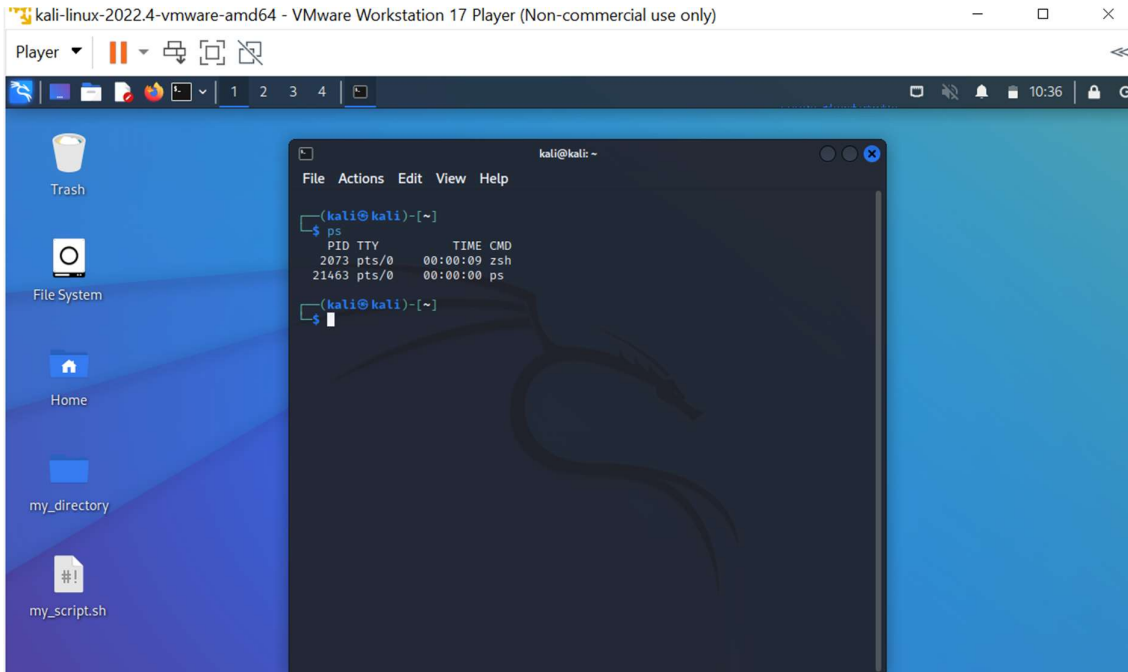 kali-linux-2022.4-vmware-amd64 - VMware Workstation 17 Player (Non-commercial use only)
Player
1 2 3 4
10:36
Trash
File System
Home
my_directory
#!
my_script.sh
kali@kali: ~
File Actions Edit View Help
(kali㉿kali)-[~]
$ ps
PID TTY TIME CMD
2073 pts/0 00:00:09 zsh
21463 pts/0 00:00:00 ps
(kali㉿kali)-[~]
$